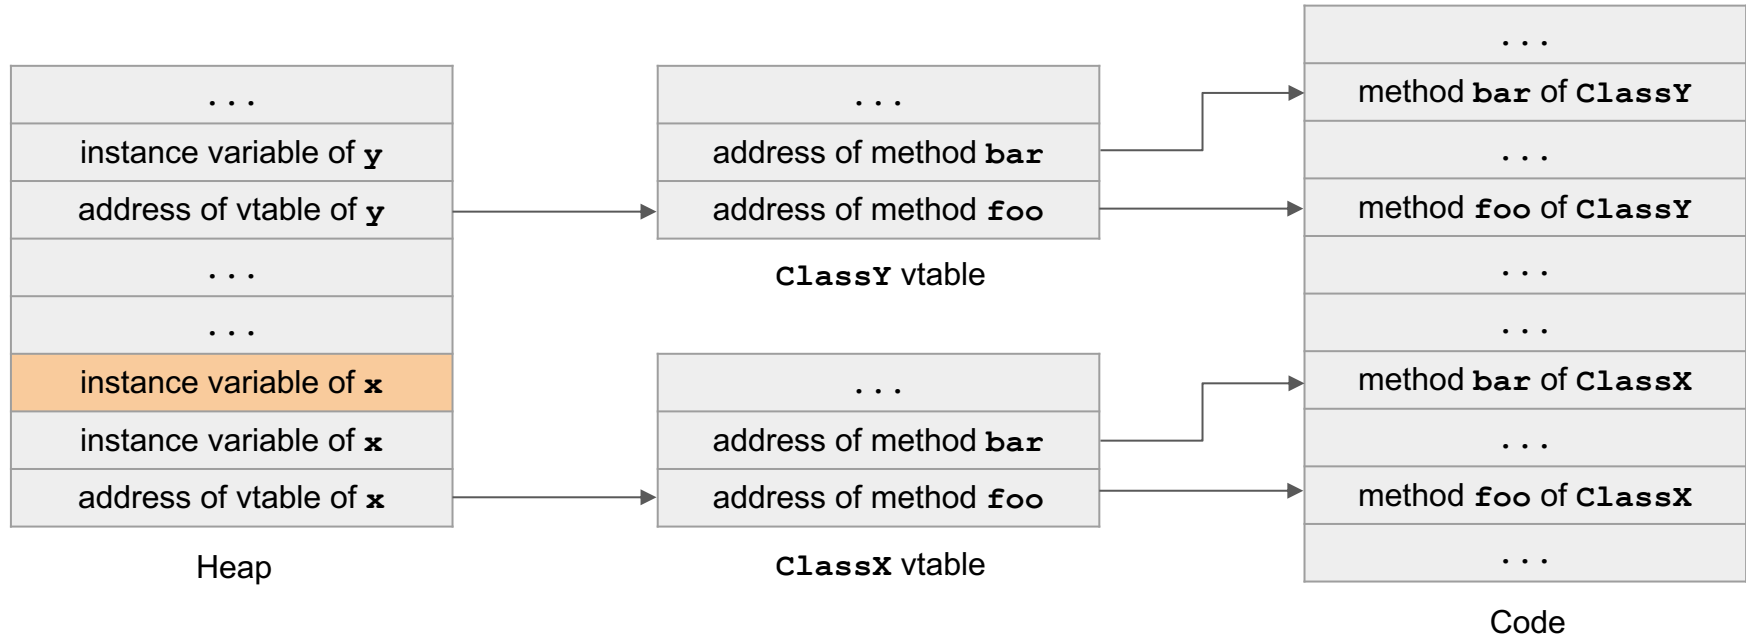 ...
instance variable of y
address of vtable of y
...
...
instance variable of x
instance variable of x
address of vtable of x
Heap
...
address of method bar
address of method foo
ClassY vtable
...
address of method bar
address of method foo
ClassX vtable
...
method bar of ClassY
...
method foo of ClassY
...
...
method bar of ClassX
...
method foo of ClassX
...
Code